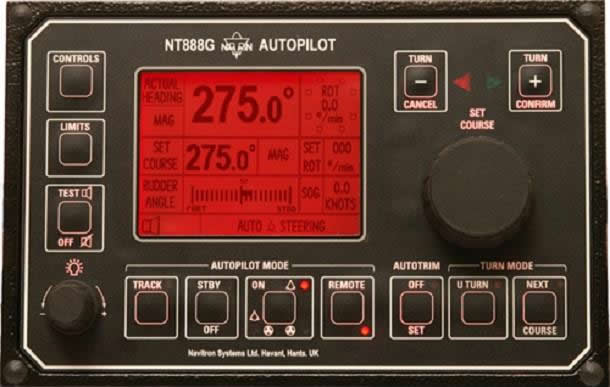 NT888G NAVITRON AUTOPILOT
CONTROLS
LIMITS
TEST
OFF
ACTUAL HEADING
MAG
275.0°
ROT
0.0
°/min
SET COURSE
275.0°
MAG
SET ROT
000
°/min
RUDDER ANGLE
PORT
STBD
SOG
0.0
KNOTS
AUTO STEERING
TURN
−
CANCEL
TURN
+
CONFIRM
SET
COURSE
AUTOPILOT MODE
TRACK
STBY
OFF
ON
REMOTE
AUTOTRIM
OFF
SET
TURN MODE
U TURN
NEXT
COURSE
Navitron Systems Ltd. Havant, Hants. UK